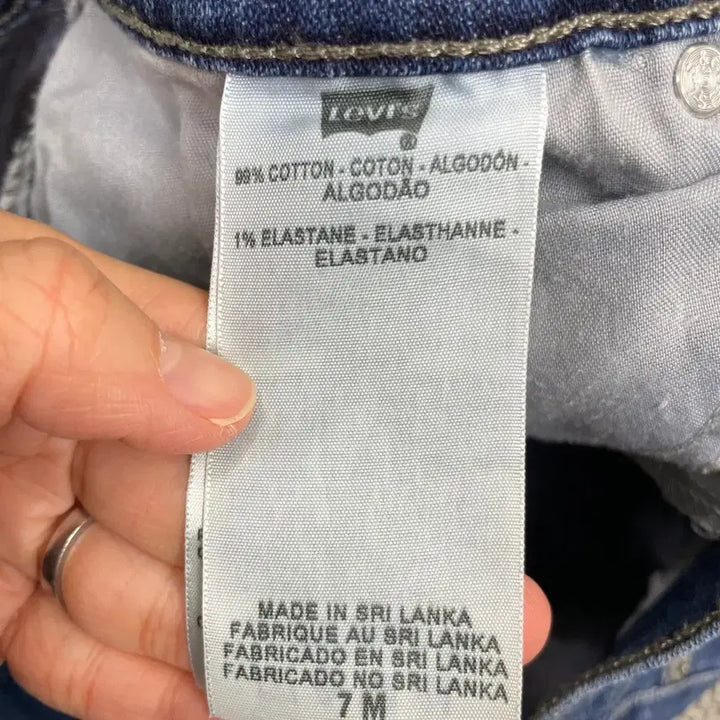 Levi's
®
99% COTTON - COTON - ALGODÓN -
ALGODÃO
1% ELASTANE - ELASTHANNE -
ELASTANO
MADE IN SRI LANKA
FABRIQUE AU SRI LANKA
FABRICADO EN SRI LANKA
FABRICADO NO SRI LANKA
7 M